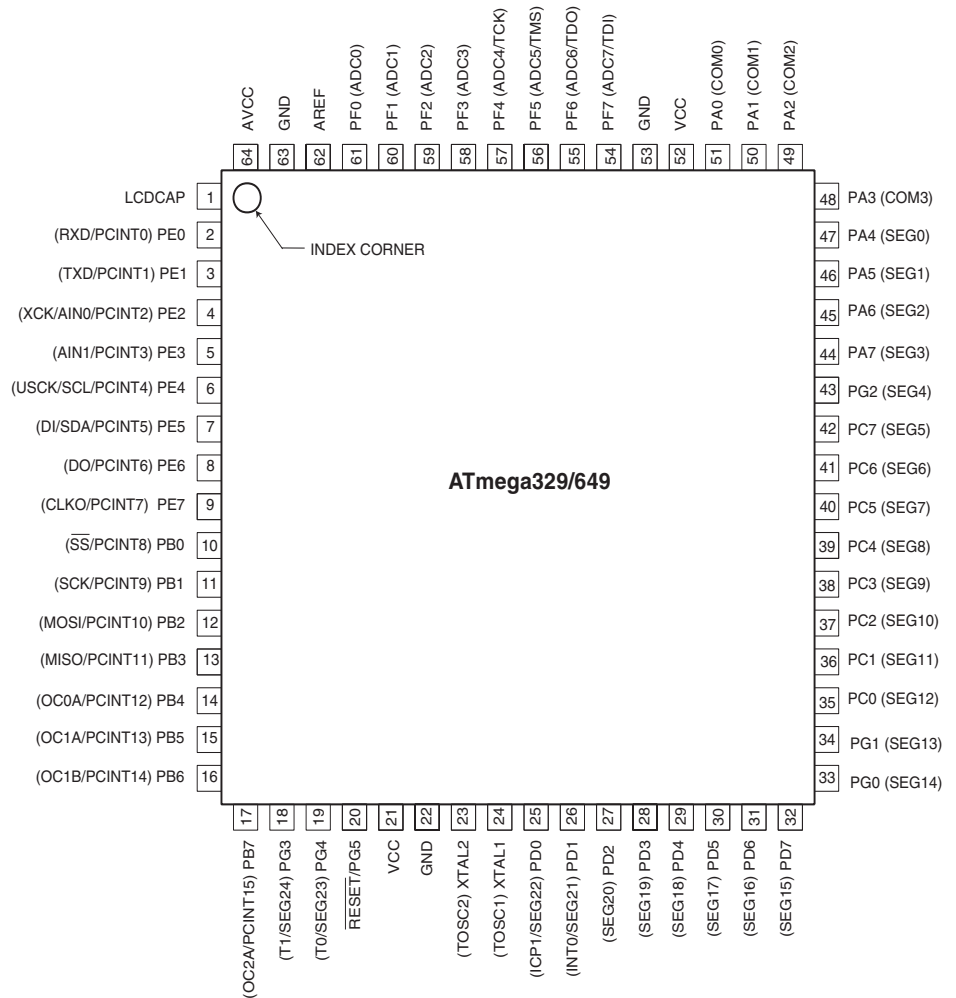 AVCC
GND
AREF
PF0 (ADC0)
PF1 (ADC1)
PF2 (ADC2)
PF3 (ADC3)
PF4 (ADC4/TCK)
PF5 (ADC5/TMS)
PF6 (ADC6/TDO)
PF7 (ADC7/TDI)
GND
VCC
PA0 (COM0)
PA1 (COM1)
PA2 (COM2)
64 63 62 61 60 59 58 57 56 55 54 53 52 51 50 49
LCDCAP 1
(RXD/PCINT0) PE0 2
(TXD/PCINT1) PE1 3
(XCK/AIN0/PCINT2) PE2 4
(AIN1/PCINT3) PE3 5
(USCK/SCL/PCINT4) PE4 6
(DI/SDA/PCINT5) PE5 7
(DO/PCINT6) PE6 8
(CLKO/PCINT7) PE7 9
(SS/PCINT8) PB0 10
(SCK/PCINT9) PB1 11
(MOSI/PCINT10) PB2 12
(MISO/PCINT11) PB3 13
(OC0A/PCINT12) PB4 14
(OC1A/PCINT13) PB5 15
(OC1B/PCINT14) PB6 16
INDEX CORNER
ATmega329/649
48 PA3 (COM3)
47 PA4 (SEG0)
46 PA5 (SEG1)
45 PA6 (SEG2)
44 PA7 (SEG3)
43 PG2 (SEG4)
42 PC7 (SEG5)
41 PC6 (SEG6)
40 PC5 (SEG7)
39 PC4 (SEG8)
38 PC3 (SEG9)
37 PC2 (SEG10)
36 PC1 (SEG11)
35 PC0 (SEG12)
34 PG1 (SEG13)
33 PG0 (SEG14)
17 18 19 20 21 22 23 24 25 26 27 28 29 30 31 32
(OC2A/PCINT15) PB7
(T1/SEG24) PG3
(T0/SEG23) PG4
RESET/PG5
VCC
GND
(TOSC2) XTAL2
(TOSC1) XTAL1
(ICP1/SEG22) PD0
(INT0/SEG21) PD1
(SEG20) PD2
(SEG19) PD3
(SEG18) PD4
(SEG17) PD5
(SEG16) PD6
(SEG15) PD7